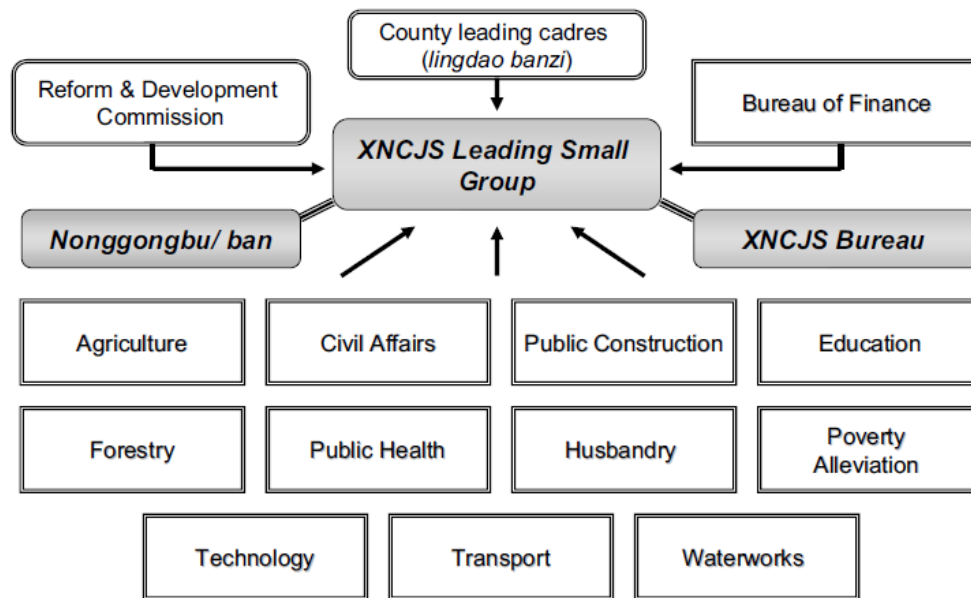 County leading cadres
(lingdao banzi)
Reform & Development
Commission
Bureau of Finance
XNCJS Leading Small
Group
Nonggongbu/ ban
XNCJS Bureau
Agriculture
Civil Affairs
Public Construction
Education
Forestry
Public Health
Husbandry
Poverty
Alleviation
Technology
Transport
Waterworks